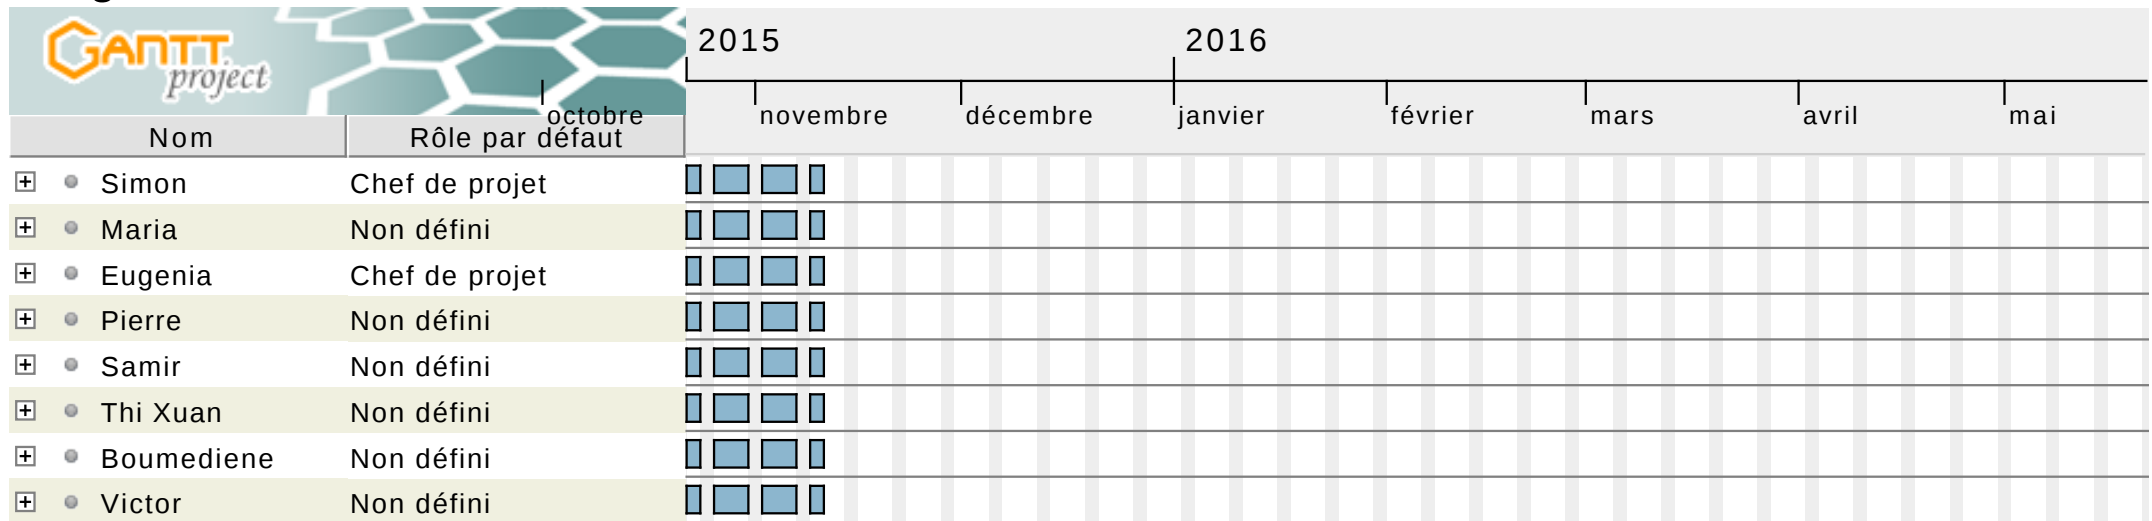 GANTT project
2015 2016
octobre novembre décembre janvier février mars avril mai
Nom Rôle par défaut
Simon Chef de projet
Maria Non défini
Eugenia Chef de projet
Pierre Non défini
Samir Non défini
Thi Xuan Non défini
Boumediene Non défini
Victor Non défini